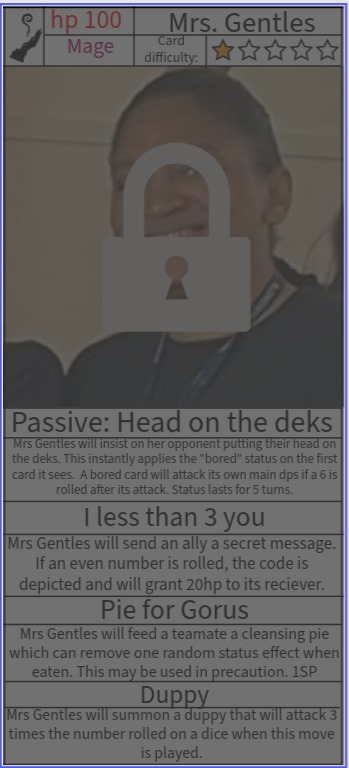 hp 100
Mrs. Gentles
Mage
Card
difficulty:
Passive: Head on the deks
Mrs Gentles will insist on her opponent putting their head on
the deks. This instantly applies the "bored" status on the first
card it sees. A bored card will attack its own main dps if a 6 is
rolled after its attack. Status lasts for 5 turns.
I less than 3 you
Mrs Gentles will send an ally a secret message.
If an even number is rolled, the code is
depicted and will grant 20hp to its reciever.
Pie for Gorus
Mrs Gentles will feed a teamate a cleansing pie
which can remove one random status effect when
eaten. This may be used in precaution. 1SP
Duppy
Mrs Gentles will summon a duppy that will attack 3
times the number rolled on a dice when this move
is played.